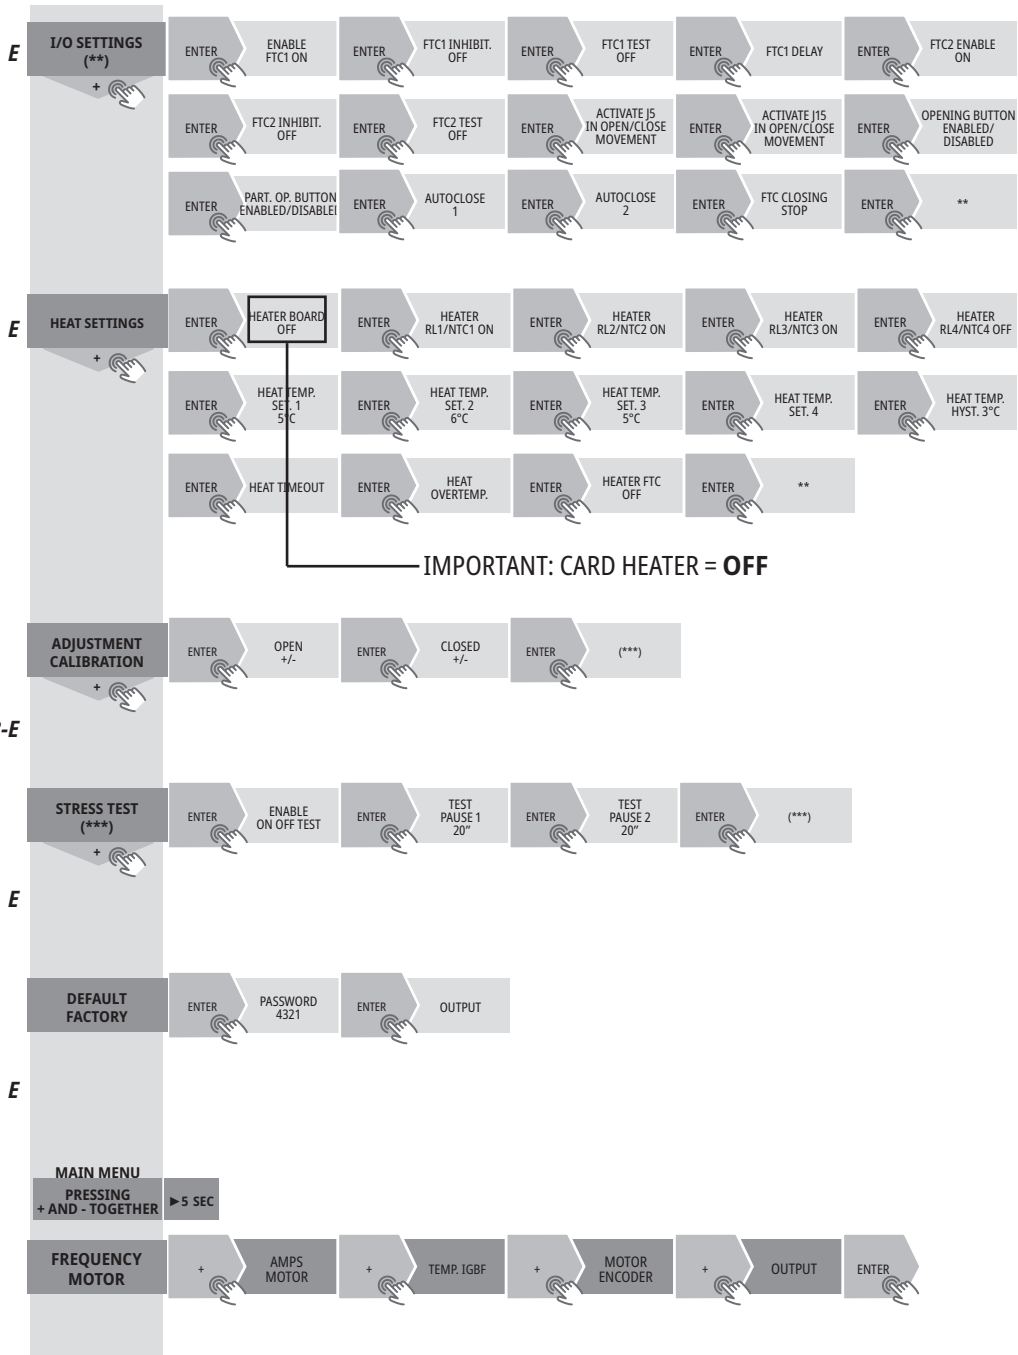 E
I/O SETTINGS
(**)
+
ENTER
ENABLE
FTC1 ON
ENTER
FTC1 INHIBIT.
OFF
ENTER
FTC1 TEST
OFF
ENTER
FTC1 DELAY
ENTER
FTC2 ENABLE
ON
ENTER
FTC2 INHIBIT.
OFF
ENTER
FTC2 TEST
OFF
ENTER
ACTIVATE J5
IN OPEN/CLOSE
MOVEMENT
ENTER
ACTIVATE J15
IN OPEN/CLOSE
MOVEMENT
ENTER
OPENING BUTTON
ENABLED/
DISABLED
ENTER
PART. OP. BUTTON
ENABLED/DISABLED
ENTER
AUTOCLOSE
1
ENTER
AUTOCLOSE
2
ENTER
FTC CLOSING
STOP
ENTER
**
E
HEAT SETTINGS
+
ENTER
HEATER BOARD
OFF
ENTER
HEATER
RL1/NTC1 ON
ENTER
HEATER
RL2/NTC2 ON
ENTER
HEATER
RL3/NTC3 ON
ENTER
HEATER
RL4/NTC4 OFF
ENTER
HEAT TEMP.
SET. 1
5°C
ENTER
HEAT TEMP.
SET. 2
6°C
ENTER
HEAT TEMP.
SET. 3
5°C
ENTER
HEAT TEMP.
SET. 4
ENTER
HEAT TEMP.
HYST. 3°C
ENTER
HEAT TIMEOUT
ENTER
HEAT
OVERTEMP.
ENTER
HEATER FTC
OFF
ENTER
**
IMPORTANT: CARD HEATER = OFF
ADJUSTMENT
CALIBRATION
+
ENTER
OPEN
+/-
ENTER
CLOSED
+/-
ENTER
(***)
-E
STRESS TEST
(***)
+
ENTER
ENABLE
ON OFF TEST
ENTER
TEST
PAUSE 1
20”
ENTER
TEST
PAUSE 2
20”
ENTER
(***)
E
DEFAULT
FACTORY
ENTER
PASSWORD
4321
ENTER
OUTPUT
E
MAIN MENU
PRESSING
+ AND - TOGETHER
►5 SEC
FREQUENCY
MOTOR
+
AMPS
MOTOR
+
TEMP. IGBF
+
MOTOR
ENCODER
+
OUTPUT
ENTER